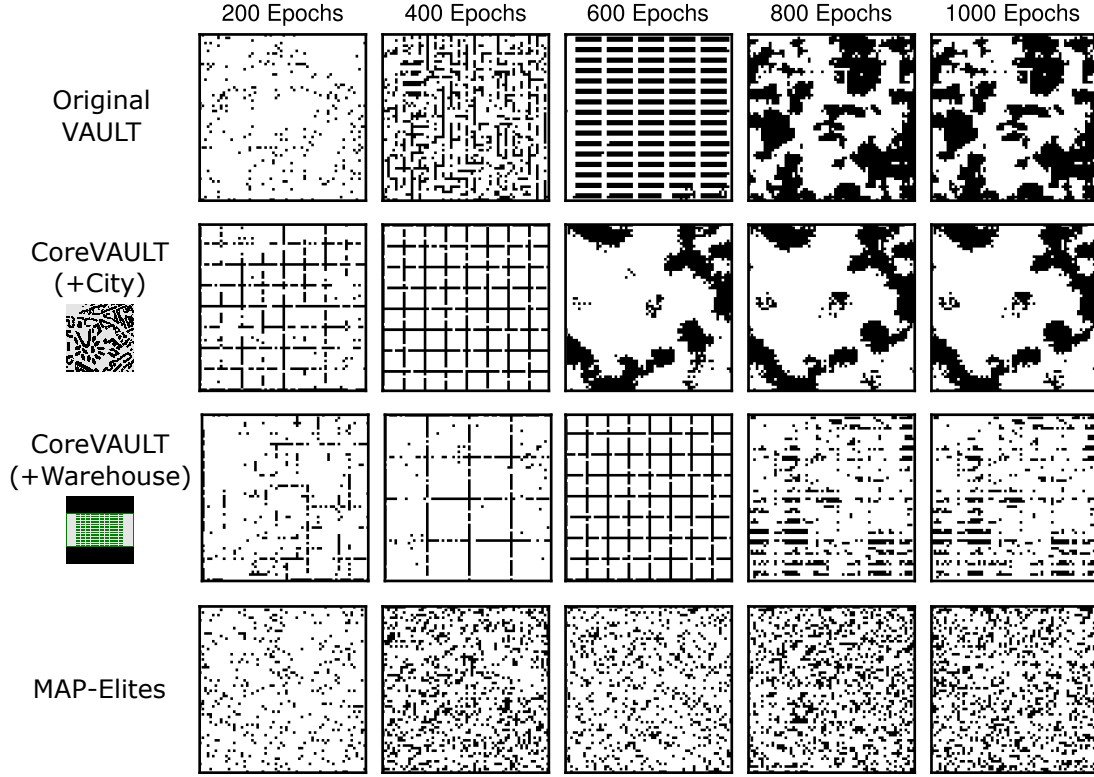 200 Epochs
400 Epochs
600 Epochs
800 Epochs
1000 Epochs
Original
VAULT
CoreVAULT
(+City)
CoreVAULT
(+Warehouse)
MAP-Elites